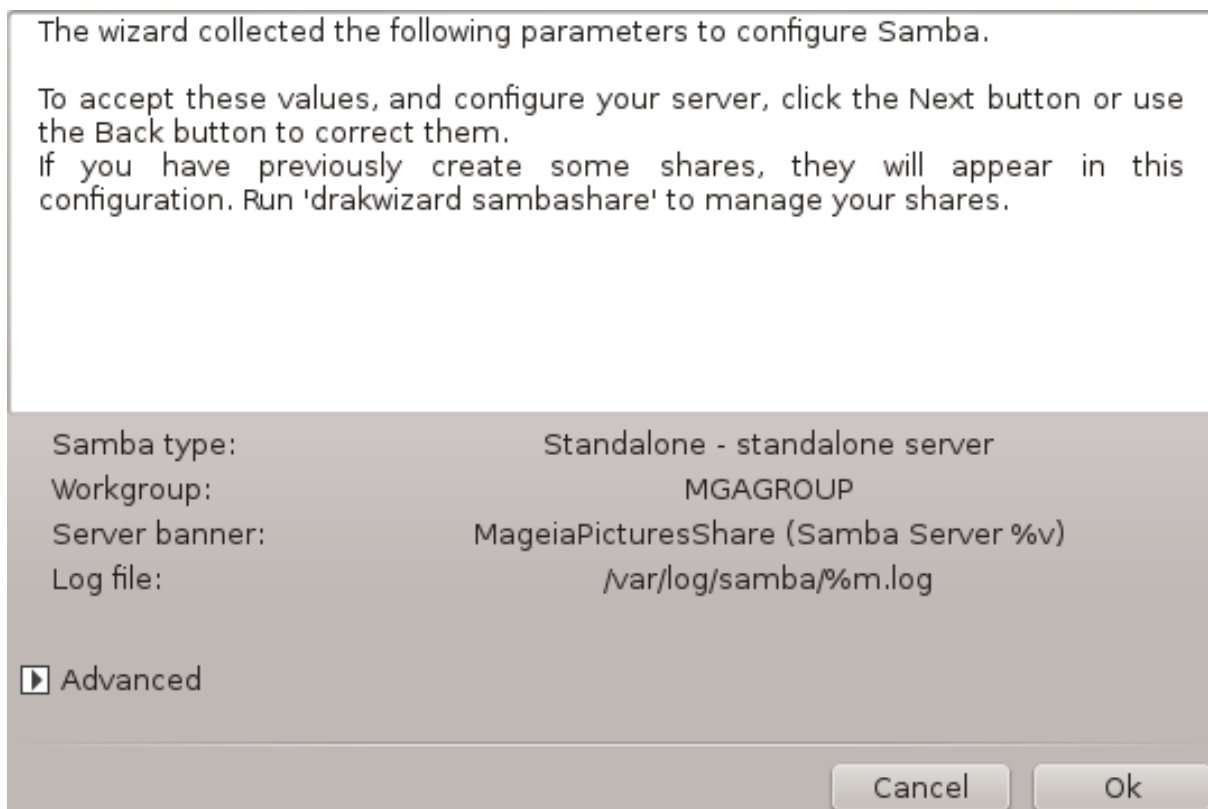 The wizard collected the following parameters to configure Samba.
To accept these values, and configure your server, click the Next button or use
the Back button to correct them.
If you have previously create some shares, they will appear in this
configuration. Run 'drakwizard sambashare' to manage your shares.
Samba type: Standalone - standalone server
Workgroup: MGAGROUP
Server banner: MageiaPicturesShare (Samba Server %v)
Log file: /var/log/samba/%m.log
Advanced
Cancel Ok